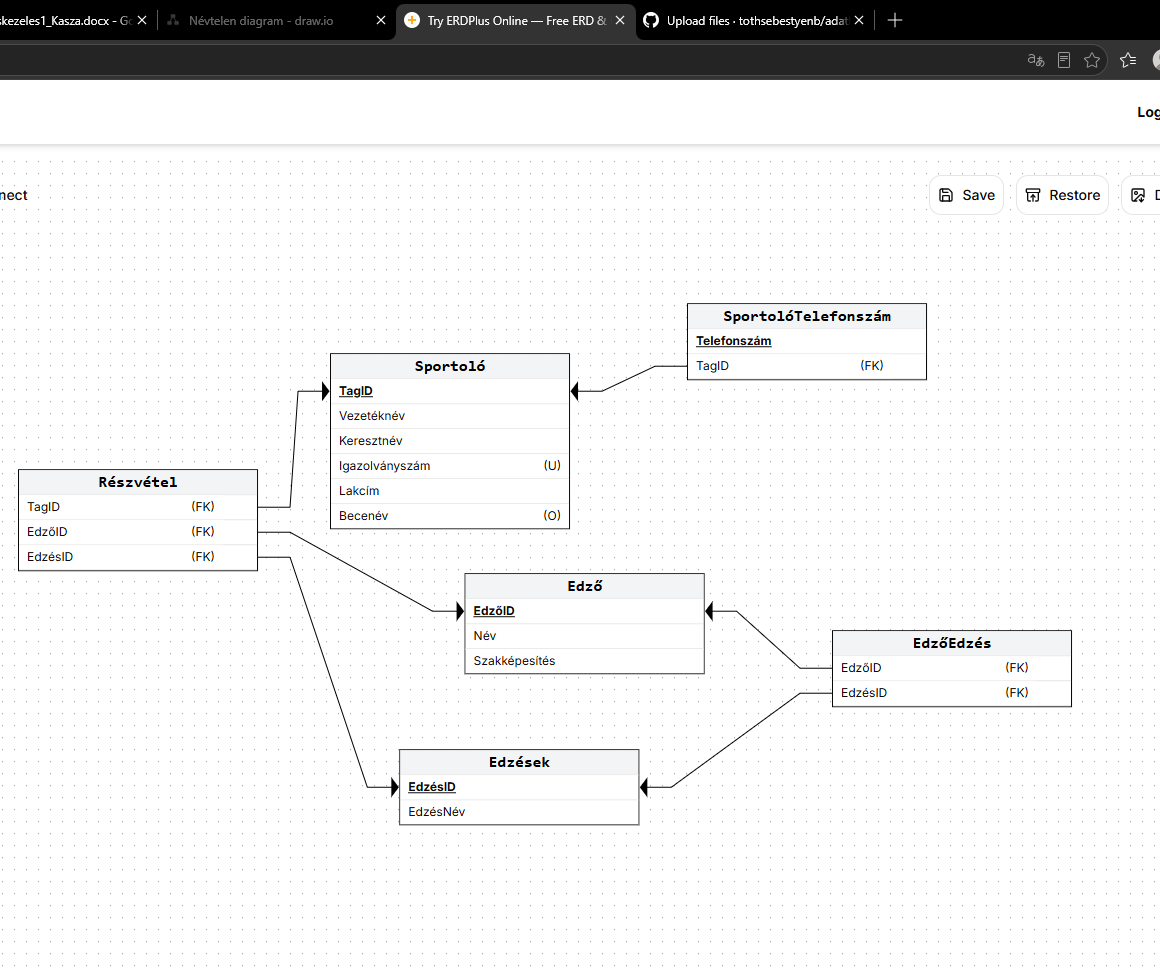 skezeles1_Kasza.docx - Go
Névtelen diagram - draw.io
Try ERDPlus Online — Free ERD &
Upload files · tothsebestyenb/adat
Log
nect
Save
Restore
D
SportolóTelefonszám
Telefonszám
TagID (FK)
Sportoló
TagID
Vezetéknév
Keresztnév
Igazolványszám (U)
Lakcím
Becenév (O)
Részvétel
TagID (FK)
EdzőID (FK)
EdzésID (FK)
Edző
EdzőID
Név
Szakképesítés
EdzőEdzés
EdzőID (FK)
EdzésID (FK)
Edzések
EdzésID
EdzésNév